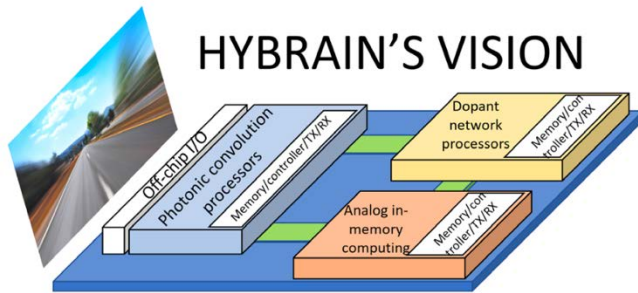 HYBRAIN'S VISION
Off-chip I/O
Photonic convolution
processors
Memory/controller/TX/RX
Dopant
network
processors
Memory/con
troller/TX/RX
Analog in-
memory
computing
Memory/con
troller/TX/RX